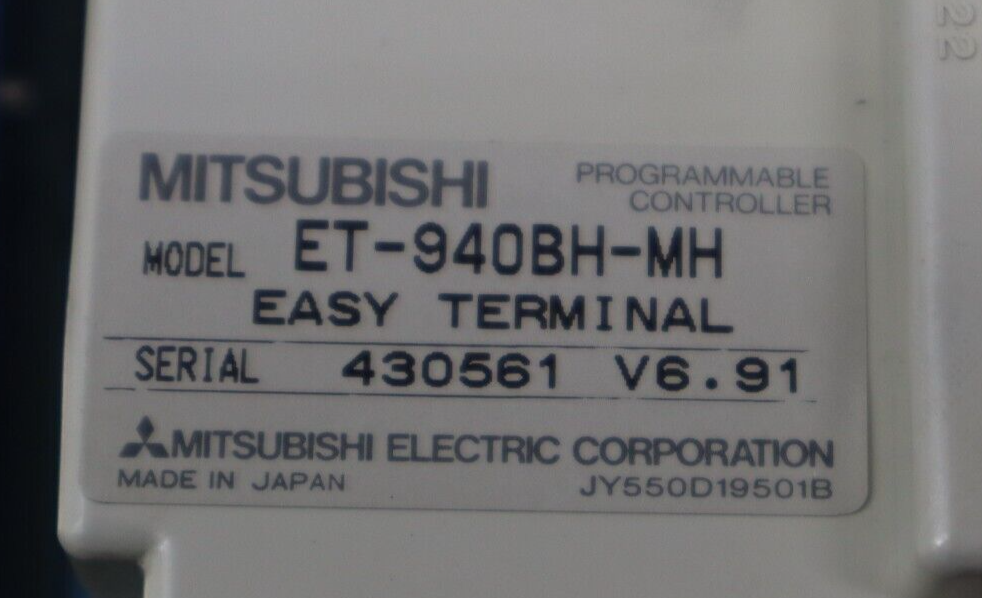 22
MITSUBISHI
PROGRAMMABLE
CONTROLLER
MODEL ET-940BH-MH
EASY TERMINAL
SERIAL 430561 V6.91
MITSUBISHI ELECTRIC CORPORATION
MADE IN JAPAN JY550D19501B